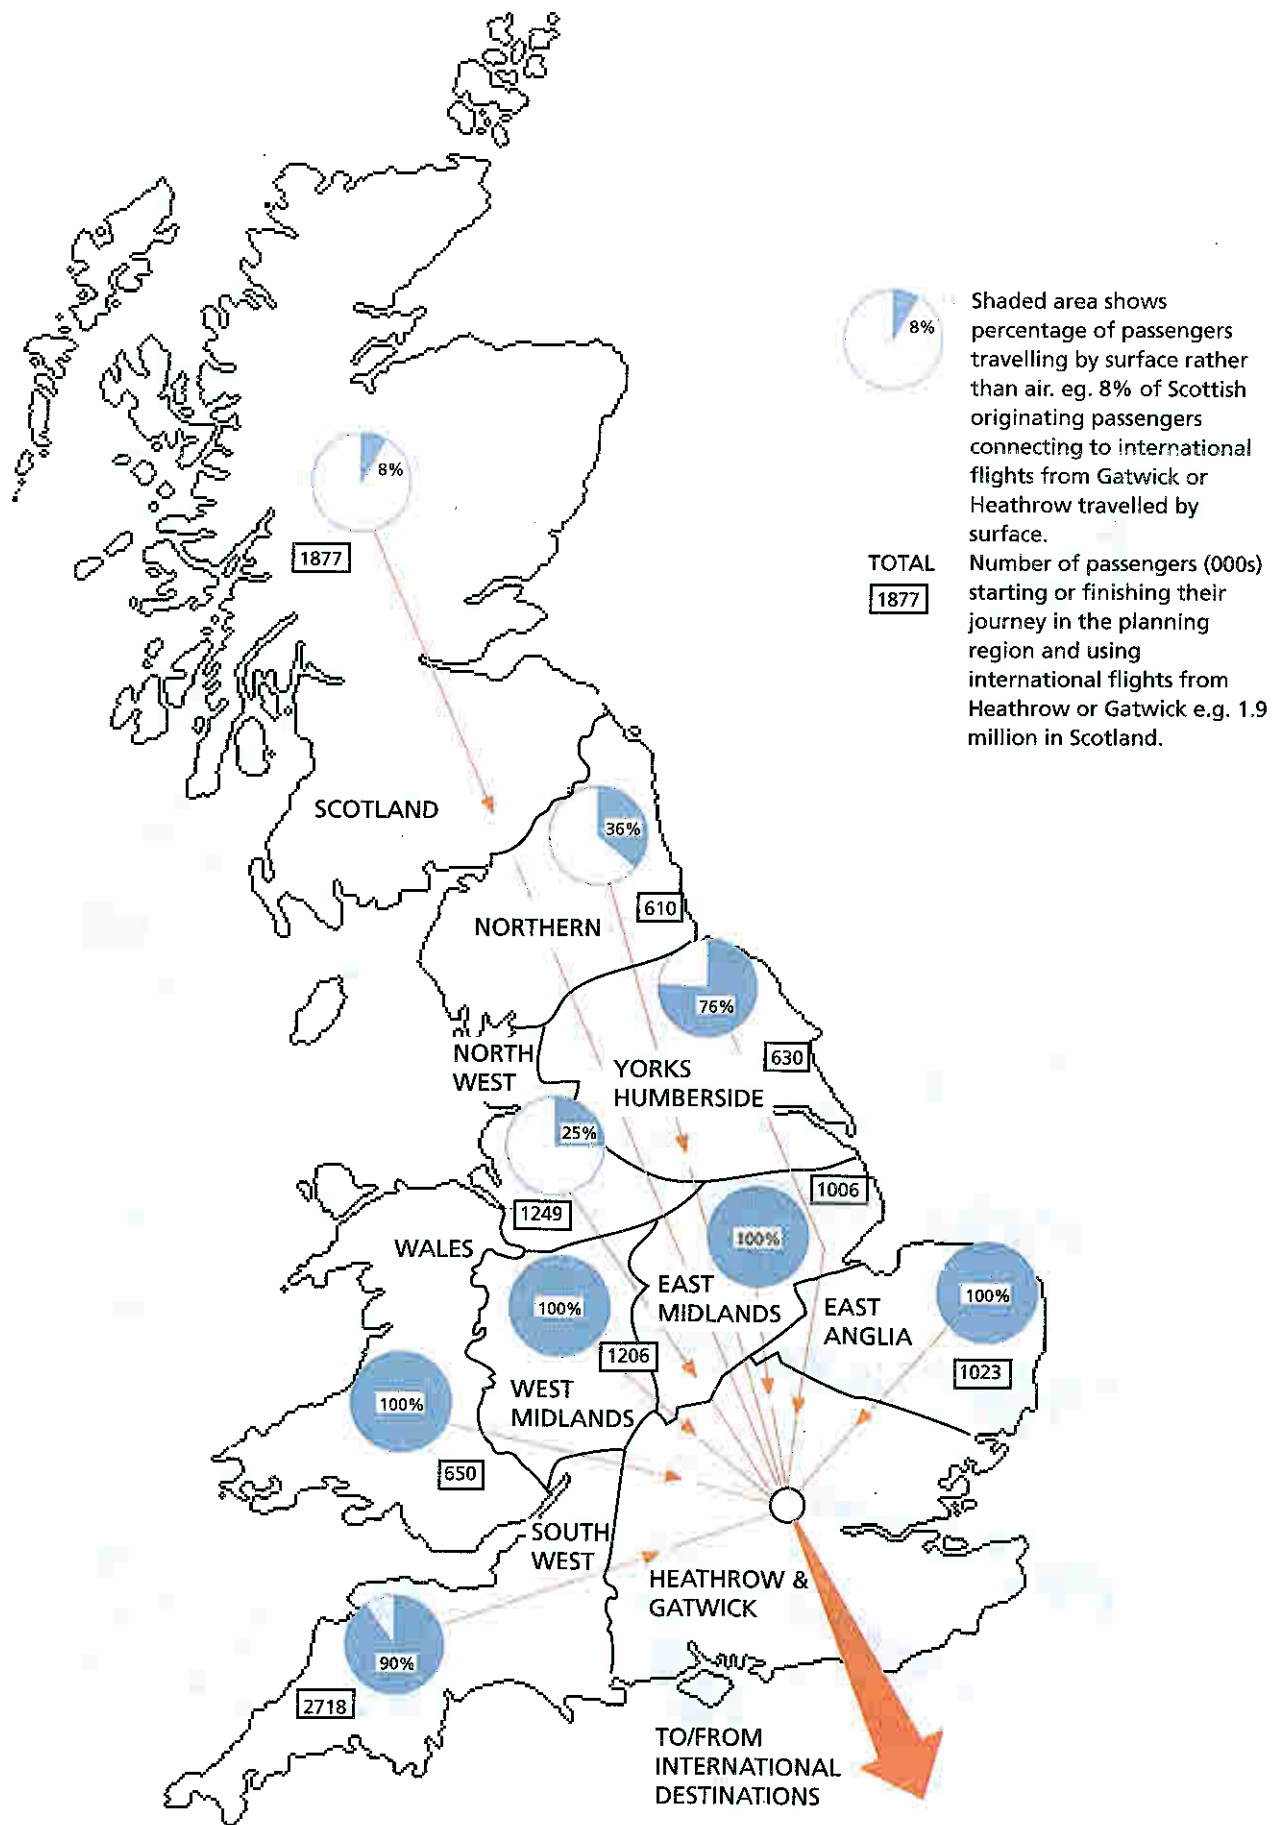 8%
Shaded area shows
percentage of passengers
travelling by surface rather
than air. eg. 8% of Scottish
originating passengers
connecting to international
flights from Gatwick or
Heathrow travelled by
surface.
TOTAL
1877
Number of passengers (000s)
starting or finishing their
journey in the planning
region and using
international flights from
Heathrow or Gatwick e.g. 1.9
million in Scotland.
8%
1877
SCOTLAND
36%
610
NORTHERN
76%
630
NORTH
WEST
YORKS
HUMBERSIDE
25%
1249
1006
100%
WALES
EAST
MIDLANDS
EAST
ANGLIA
100%
1023
100%
1206
WEST
MIDLANDS
100%
650
SOUTH
WEST
HEATHROW &
GATWICK
90%
2718
TO/FROM
INTERNATIONAL
DESTINATIONS